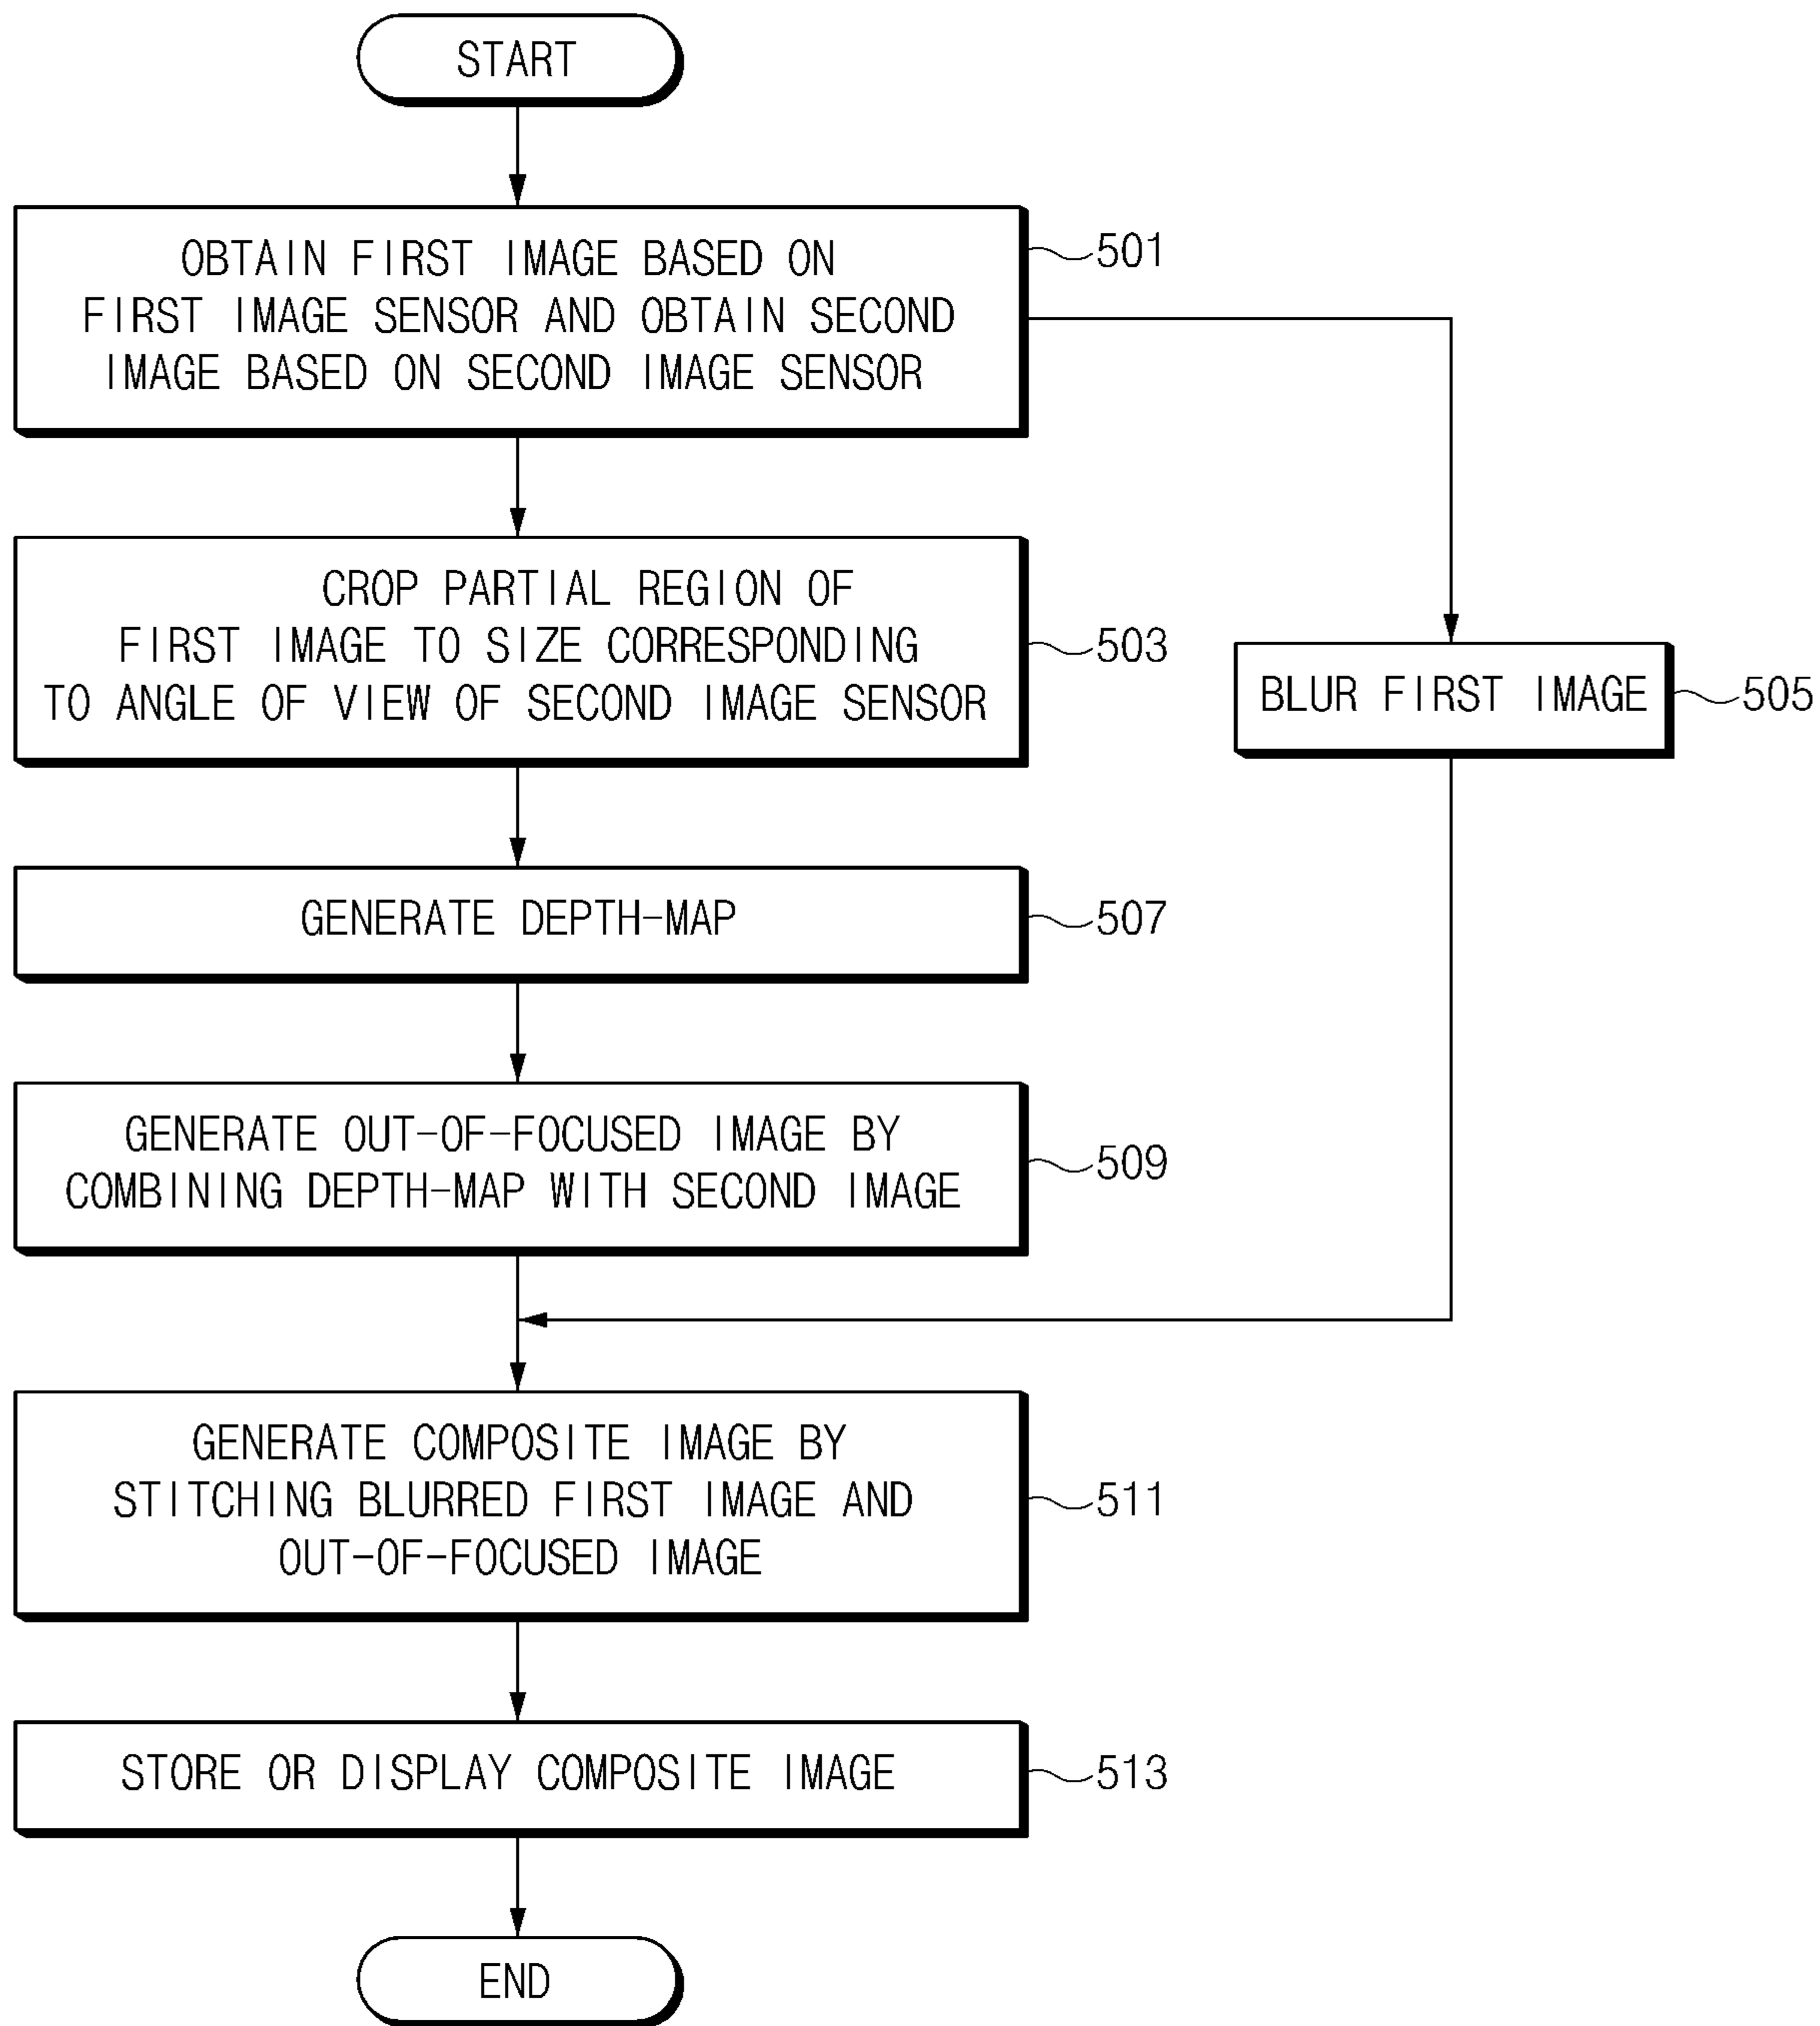 START
OBTAIN FIRST IMAGE BASED ON
FIRST IMAGE SENSOR AND OBTAIN SECOND
IMAGE BASED ON SECOND IMAGE SENSOR
501
CROP PARTIAL REGION OF
FIRST IMAGE TO SIZE CORRESPONDING
TO ANGLE OF VIEW OF SECOND IMAGE SENSOR
503
BLUR FIRST IMAGE
505
GENERATE DEPTH-MAP
507
GENERATE OUT-OF-FOCUSED IMAGE BY
COMBINING DEPTH-MAP WITH SECOND IMAGE
509
GENERATE COMPOSITE IMAGE BY
STITCHING BLURRED FIRST IMAGE AND
OUT-OF-FOCUSED IMAGE
511
STORE OR DISPLAY COMPOSITE IMAGE
513
END